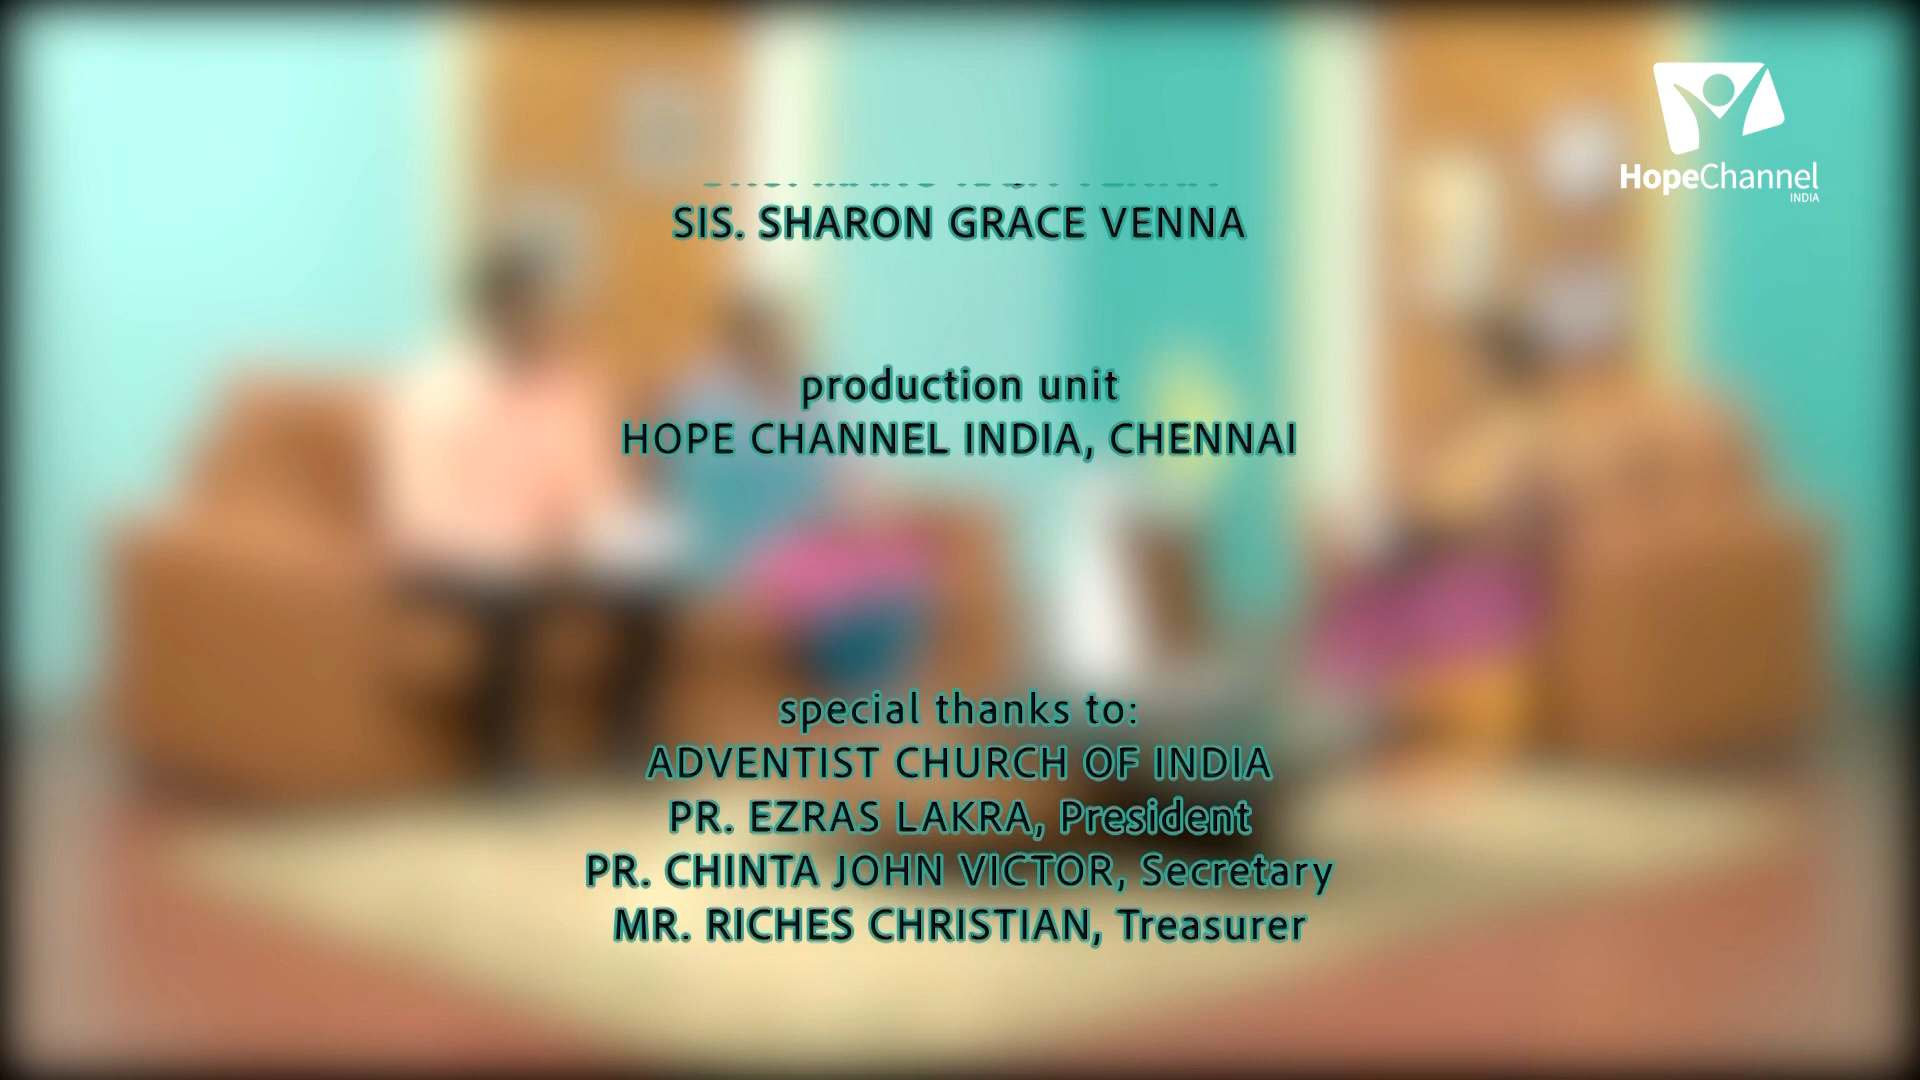 HopeChannel
INDIA
SIS. SHARON GRACE VENNA
production unit
HOPE CHANNEL INDIA, CHENNAI
special thanks to:
ADVENTIST CHURCH OF INDIA
PR. EZRAS LAKRA, President
PR. CHINTA JOHN VICTOR, Secretary
MR. RICHES CHRISTIAN, Treasurer